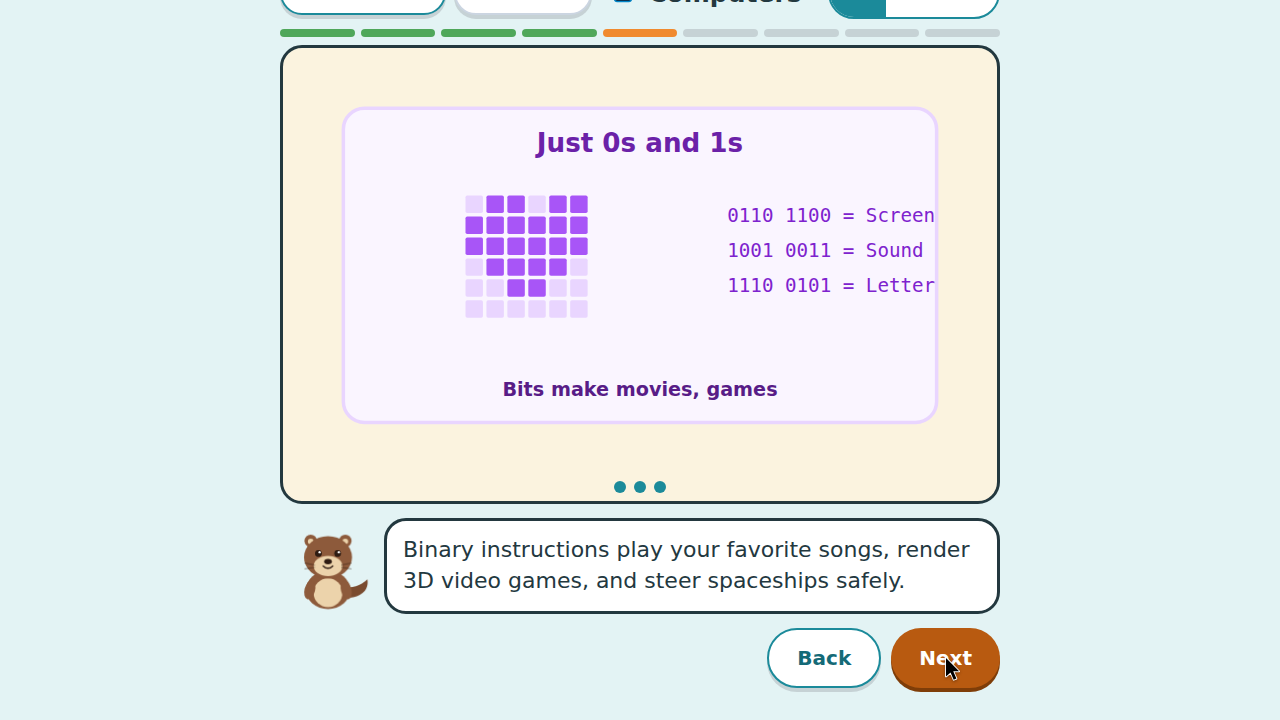 Computers
Just 0s and 1s
0110 1100 = Screen
1001 0011 = Sound
1110 0101 = Letter
Bits make movies, games
Binary instructions play your favorite songs, render
3D video games, and steer spaceships safely.
Back
Next